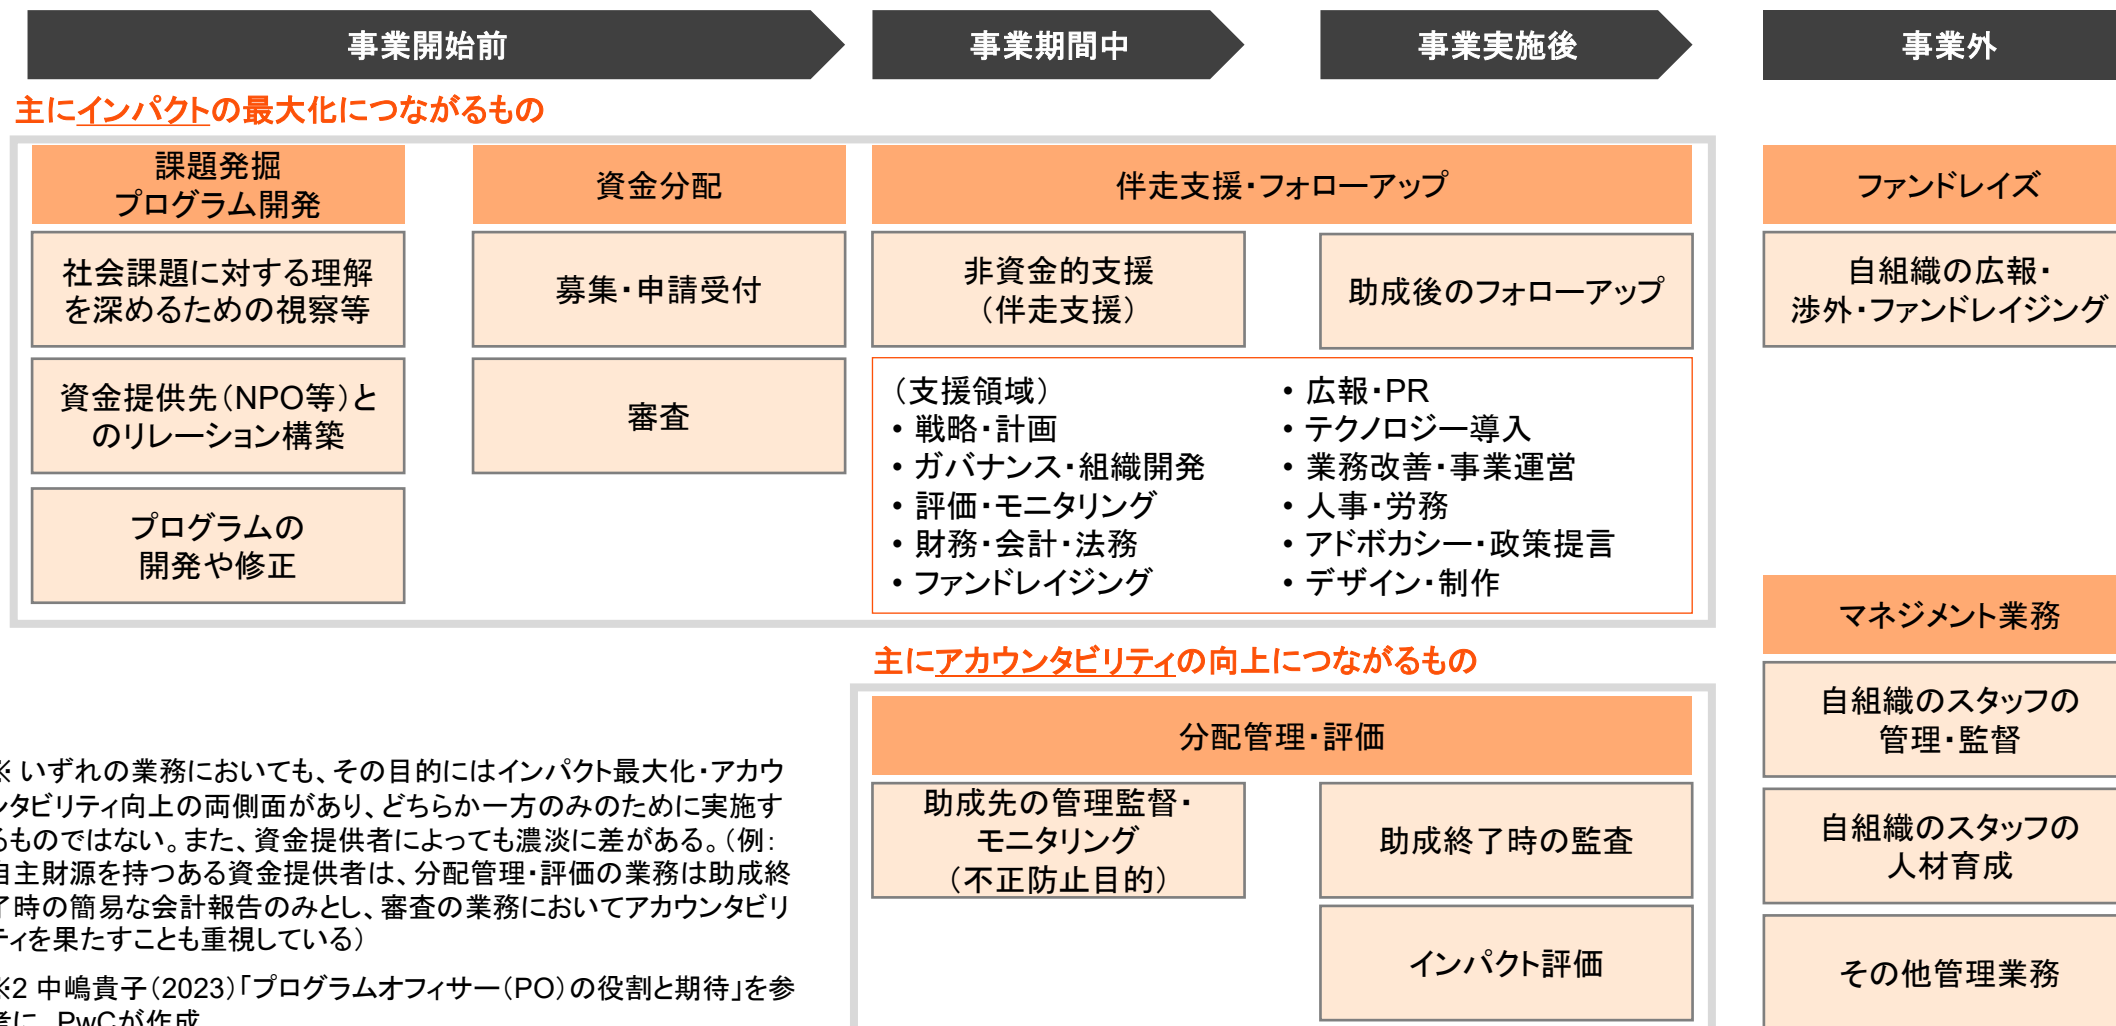 事業開始前
事業期間中
事業実施後
事業外
主にインパクトの最大化につながるもの
課題発掘
プログラム開発
資金分配
伴走支援・フォローアップ
ファンドレイズ
社会課題に対する理解
を深めるための視察等
募集・申請受付
非資金的支援
（伴走支援）
助成後のフォローアップ
自組織の広報・
渉外・ファンドレイジング
資金提供先（NPO等）と
のリレーション構築
審査
プログラムの
開発や修正
（支援領域）
• 戦略・計画
• ガバナンス・組織開発
• 評価・モニタリング
• 財務・会計・法務
• ファンドレイジング
• 広報・PR
• テクノロジー導入
• 業務改善・事業運営
• 人事・労務
• アドボカシー・政策提言
• デザイン・制作
マネジメント業務
自組織のスタッフの
管理・監督
自組織のスタッフの
人材育成
その他管理業務
主にアカウンタビリティの向上につながるもの
分配管理・評価
助成先の管理監督・
モニタリング
（不正防止目的）
助成終了時の監査
インパクト評価
※ いずれの業務においても、その目的にはインパクト最大化・アカウ
ンタビリティ向上の両側面があり、どちらか一方のみのために実施す
るものではない。また、資金提供者によっても濃淡に差がある。（例：
自主財源を持つある資金提供者は、分配管理・評価の業務は助成終
了時の簡易な会計報告のみとし、審査の業務においてアカウンタビリ
ティを果たすことも重視している）
※2 中嶋貴子（2023）「プログラムオフィサー（PO）の役割と期待」を参
考に、PwCが作成